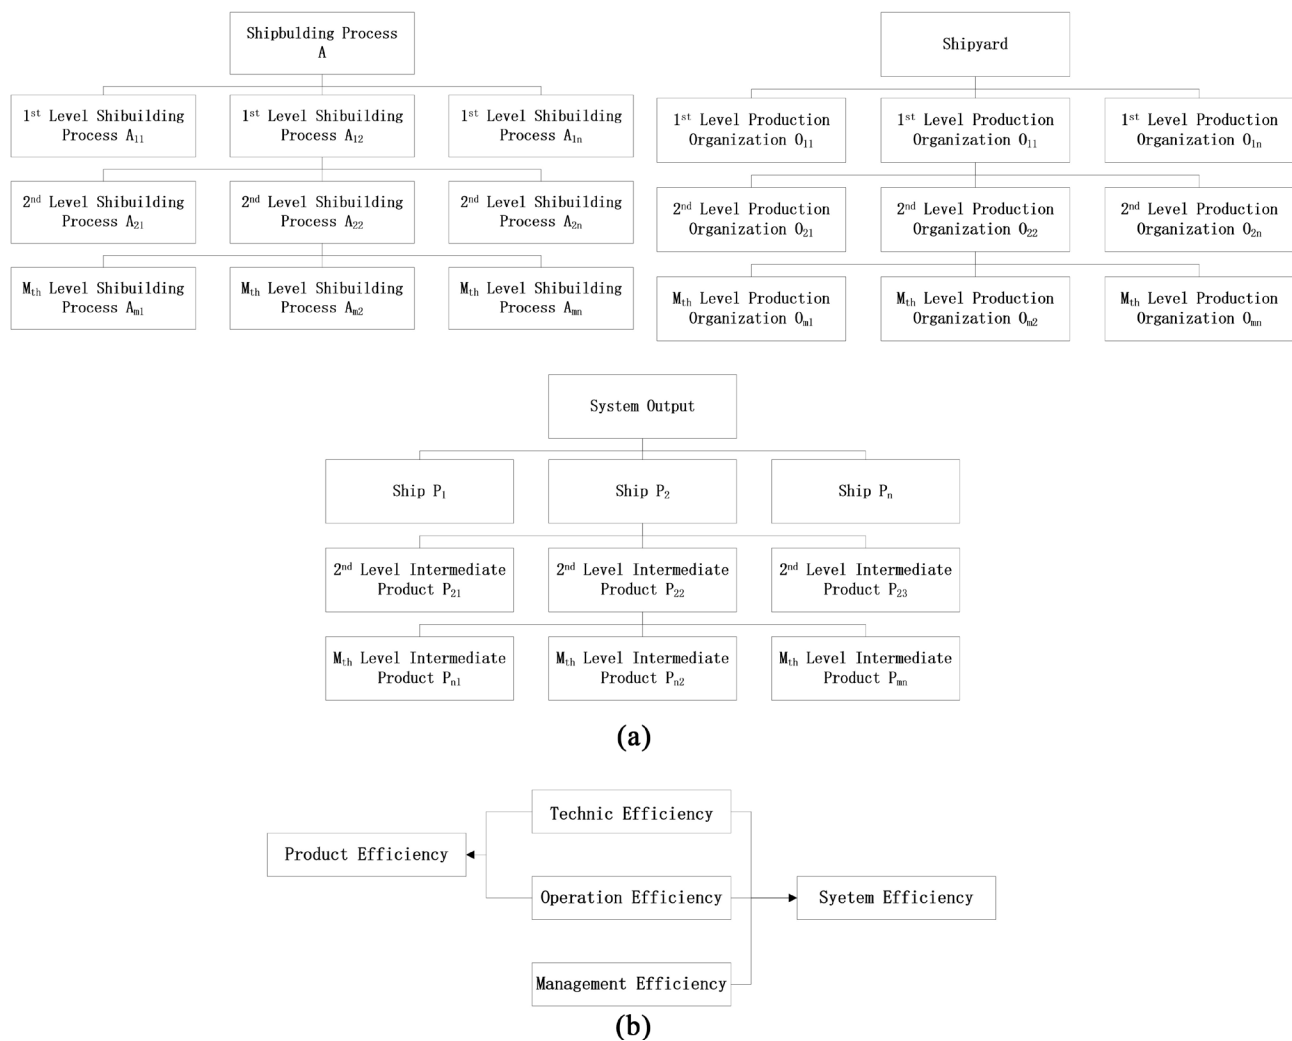 Shipbulding Process
A
1st Level Shibuilding
Process A11
1st Level Shibuilding
Process A12
1st Level Shibuilding
Process A1n
2nd Level Shibuilding
Process A21
2nd Level Shibuilding
Process A22
2nd Level Shibuilding
Process A2n
Mth Level Shibuilding
Process Am1
Mth Level Shibuilding
Process Am2
Mth Level Shibuilding
Process Amn
Shipyard
1st Level Production
Organization O11
1st Level Production
Organization O11
1st Level Production
Organization O1n
2nd Level Production
Organization O21
2nd Level Production
Organization O22
2nd Level Production
Organization O2n
Mth Level Production
Organization Om1
Mth Level Production
Organization Om2
Mth Level Production
Organization Omn
System Output
Ship P1
Ship P2
Ship Pn
2nd Level Intermediate
Product P21
2nd Level Intermediate
Product P22
2nd Level Intermediate
Product P23
Mth Level Intermediate
Product Pn1
Mth Level Intermediate
Product Pn2
Mth Level Intermediate
Product Pmn
(a)
Technic Efficiency
Product Efficiency
Operation Efficiency
Syetem Efficiency
Management Efficiency
(b)